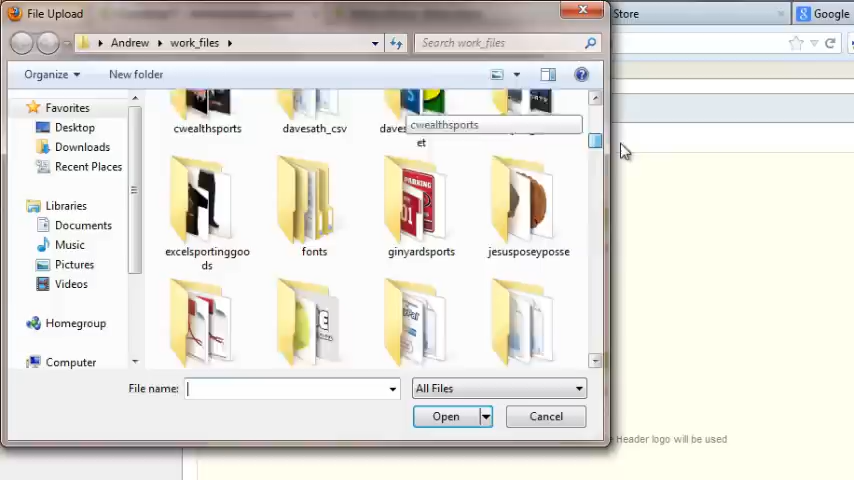 File Upload
Store
Google
Andrew
work_files
Search work_files
Organize
New folder
Favorites
Desktop
Downloads
Recent Places
Libraries
Documents
Music
Pictures
Videos
Homegroup
Computer
cwealthsports
davesath_csv
cwealthsports
et
excelsportinggoo
ds
fonts
ginyardsports
jesusposeyposse
File name:
All Files
Open
Cancel
Header logo will be used